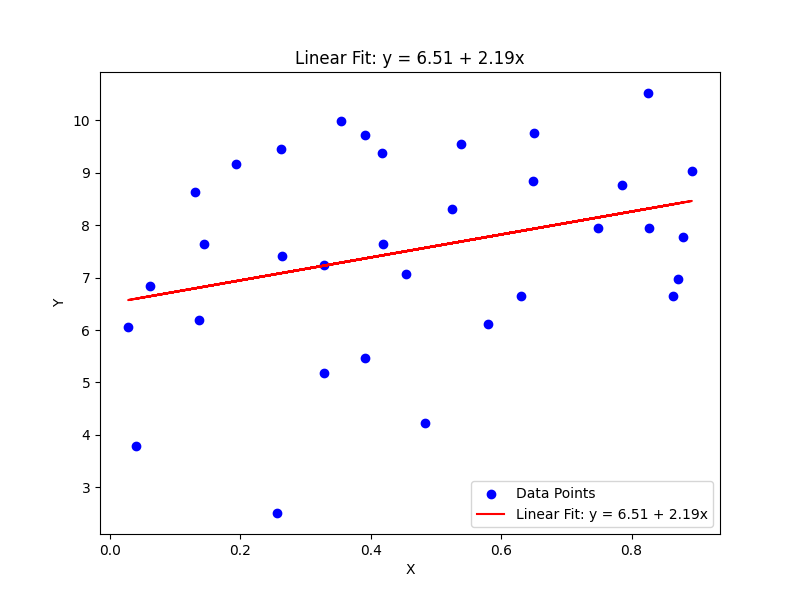 Linear Fit: y = 6.51 + 2.19x
Y
10
9
8
7
6
5
4
3
Data Points
Linear Fit: y = 6.51 + 2.19x
0.0 0.2 0.4 0.6 0.8
X